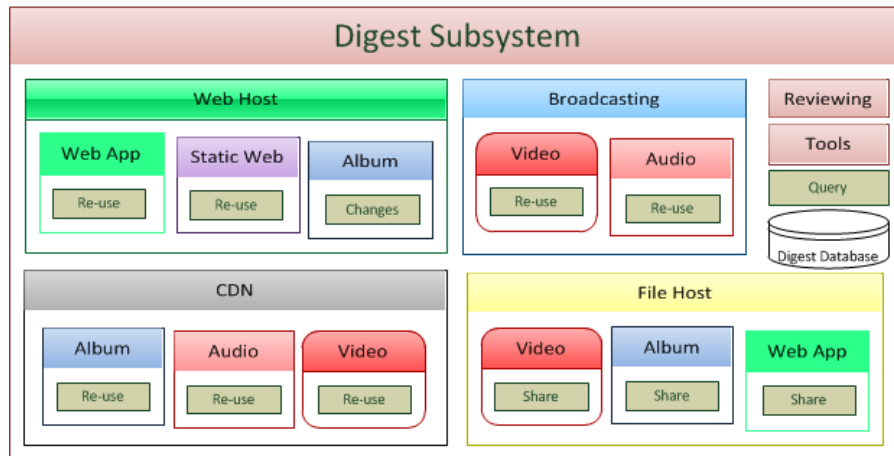 Digest Subsystem
Web Host
Web App
Re-use
Static Web
Re-use
Album
Changes
Broadcasting
Video
Re-use
Audio
Re-use
Reviewing
Tools
Query
Digest Database
CDN
Album
Re-use
Audio
Re-use
Video
Re-use
File Host
Video
Share
Album
Share
Web App
Share